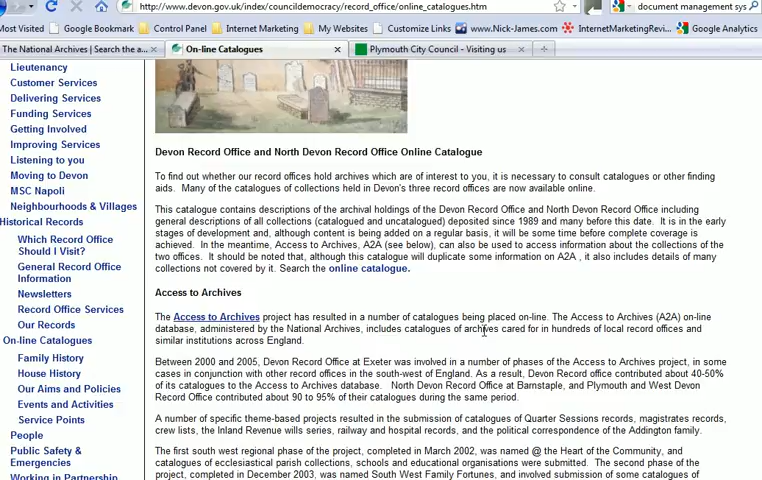 http://www.devon.gov.uk/index/councildemocracy/record_office/online_catalogues.htm
document management sys
Most Visited Google Bookmark Control Panel Internet Marketing My Documents Customize Links www.Nick-James.com InternetMarketingRevi... Google Analytics
The National Archives | Search the a...
On-line Catalogues
Plymouth City Council - Visiting us
Lieutenancy
Customer Services
Delivering Services
Funding Services
Getting Involved
Improving Services
Listening to you
Moving to Devon
MSC Napoli
Neighbourhoods & Villages
Historical Records
Which Record Office
Should I Visit?
General Record Office
Information
Newsletters
Record Office Services
Our Records
On-line Catalogues
Family History
House History
Our Aims and Policies
Events and Activities
Service Points
People
Public Safety &
Emergencies
Working in Partnership
Devon Record Office and North Devon Record Office Online Catalogue
To find out whether our record offices hold archives which are of interest to you, it is necessary to consult catalogues or other finding
aids. Many of the catalogues of collections held in Devon's three record offices are now available online.
This catalogue contains descriptions of the archival holdings of the Devon Record Office and North Devon Record Office including
general descriptions of all collections (catalogued and uncatalogued) deposited since 1989 and many before this date. It is in the early
stages of development and, although content is being added on a regular basis, it will be some time before complete coverage is
achieved. In the meantime, Access to Archives, A2A (see below), can also be used to access information about the collections of the
two offices. It should be noted that, although this catalogue will duplicate some information on A2A , it also includes details of many
collections not covered by it. Search the online catalogue.
Access to Archives
The Access to Archives project has resulted in a number of catalogues being placed on-line. The Access to Archives (A2A) on-line
database, administered by the National Archives, includes catalogues of archives cared for in hundreds of local record offices and
similar institutions across England.
Between 2000 and 2005, Devon Record Office at Exeter was involved in a number of phases of the Access to Archives project, in some
cases in conjunction with other record offices in the south-west of England. As a result, Devon Record office contributed about 40-50%
of its catalogues to the Access to Archives database. North Devon Record Office at Barnstaple, and Plymouth and West Devon
Record Office contributed about 90 to 95% of their catalogues during the same period.
A number of specific theme-based projects resulted in the submission of catalogues of Quarter Sessions records, magistrates records,
crew lists, the Inland Revenue wills series, railway and hospital records, and the political correspondence of the Addington family.
The first south west regional phase of the project, completed in March 2002, was named @ the Heart of the Community, and
catalogues of ecclesiastical parish collections, schools and educational organisations were submitted. The second phase of the
project, completed in December 2003, was named South West Family Fortunes, and involved submission of some catalogues of